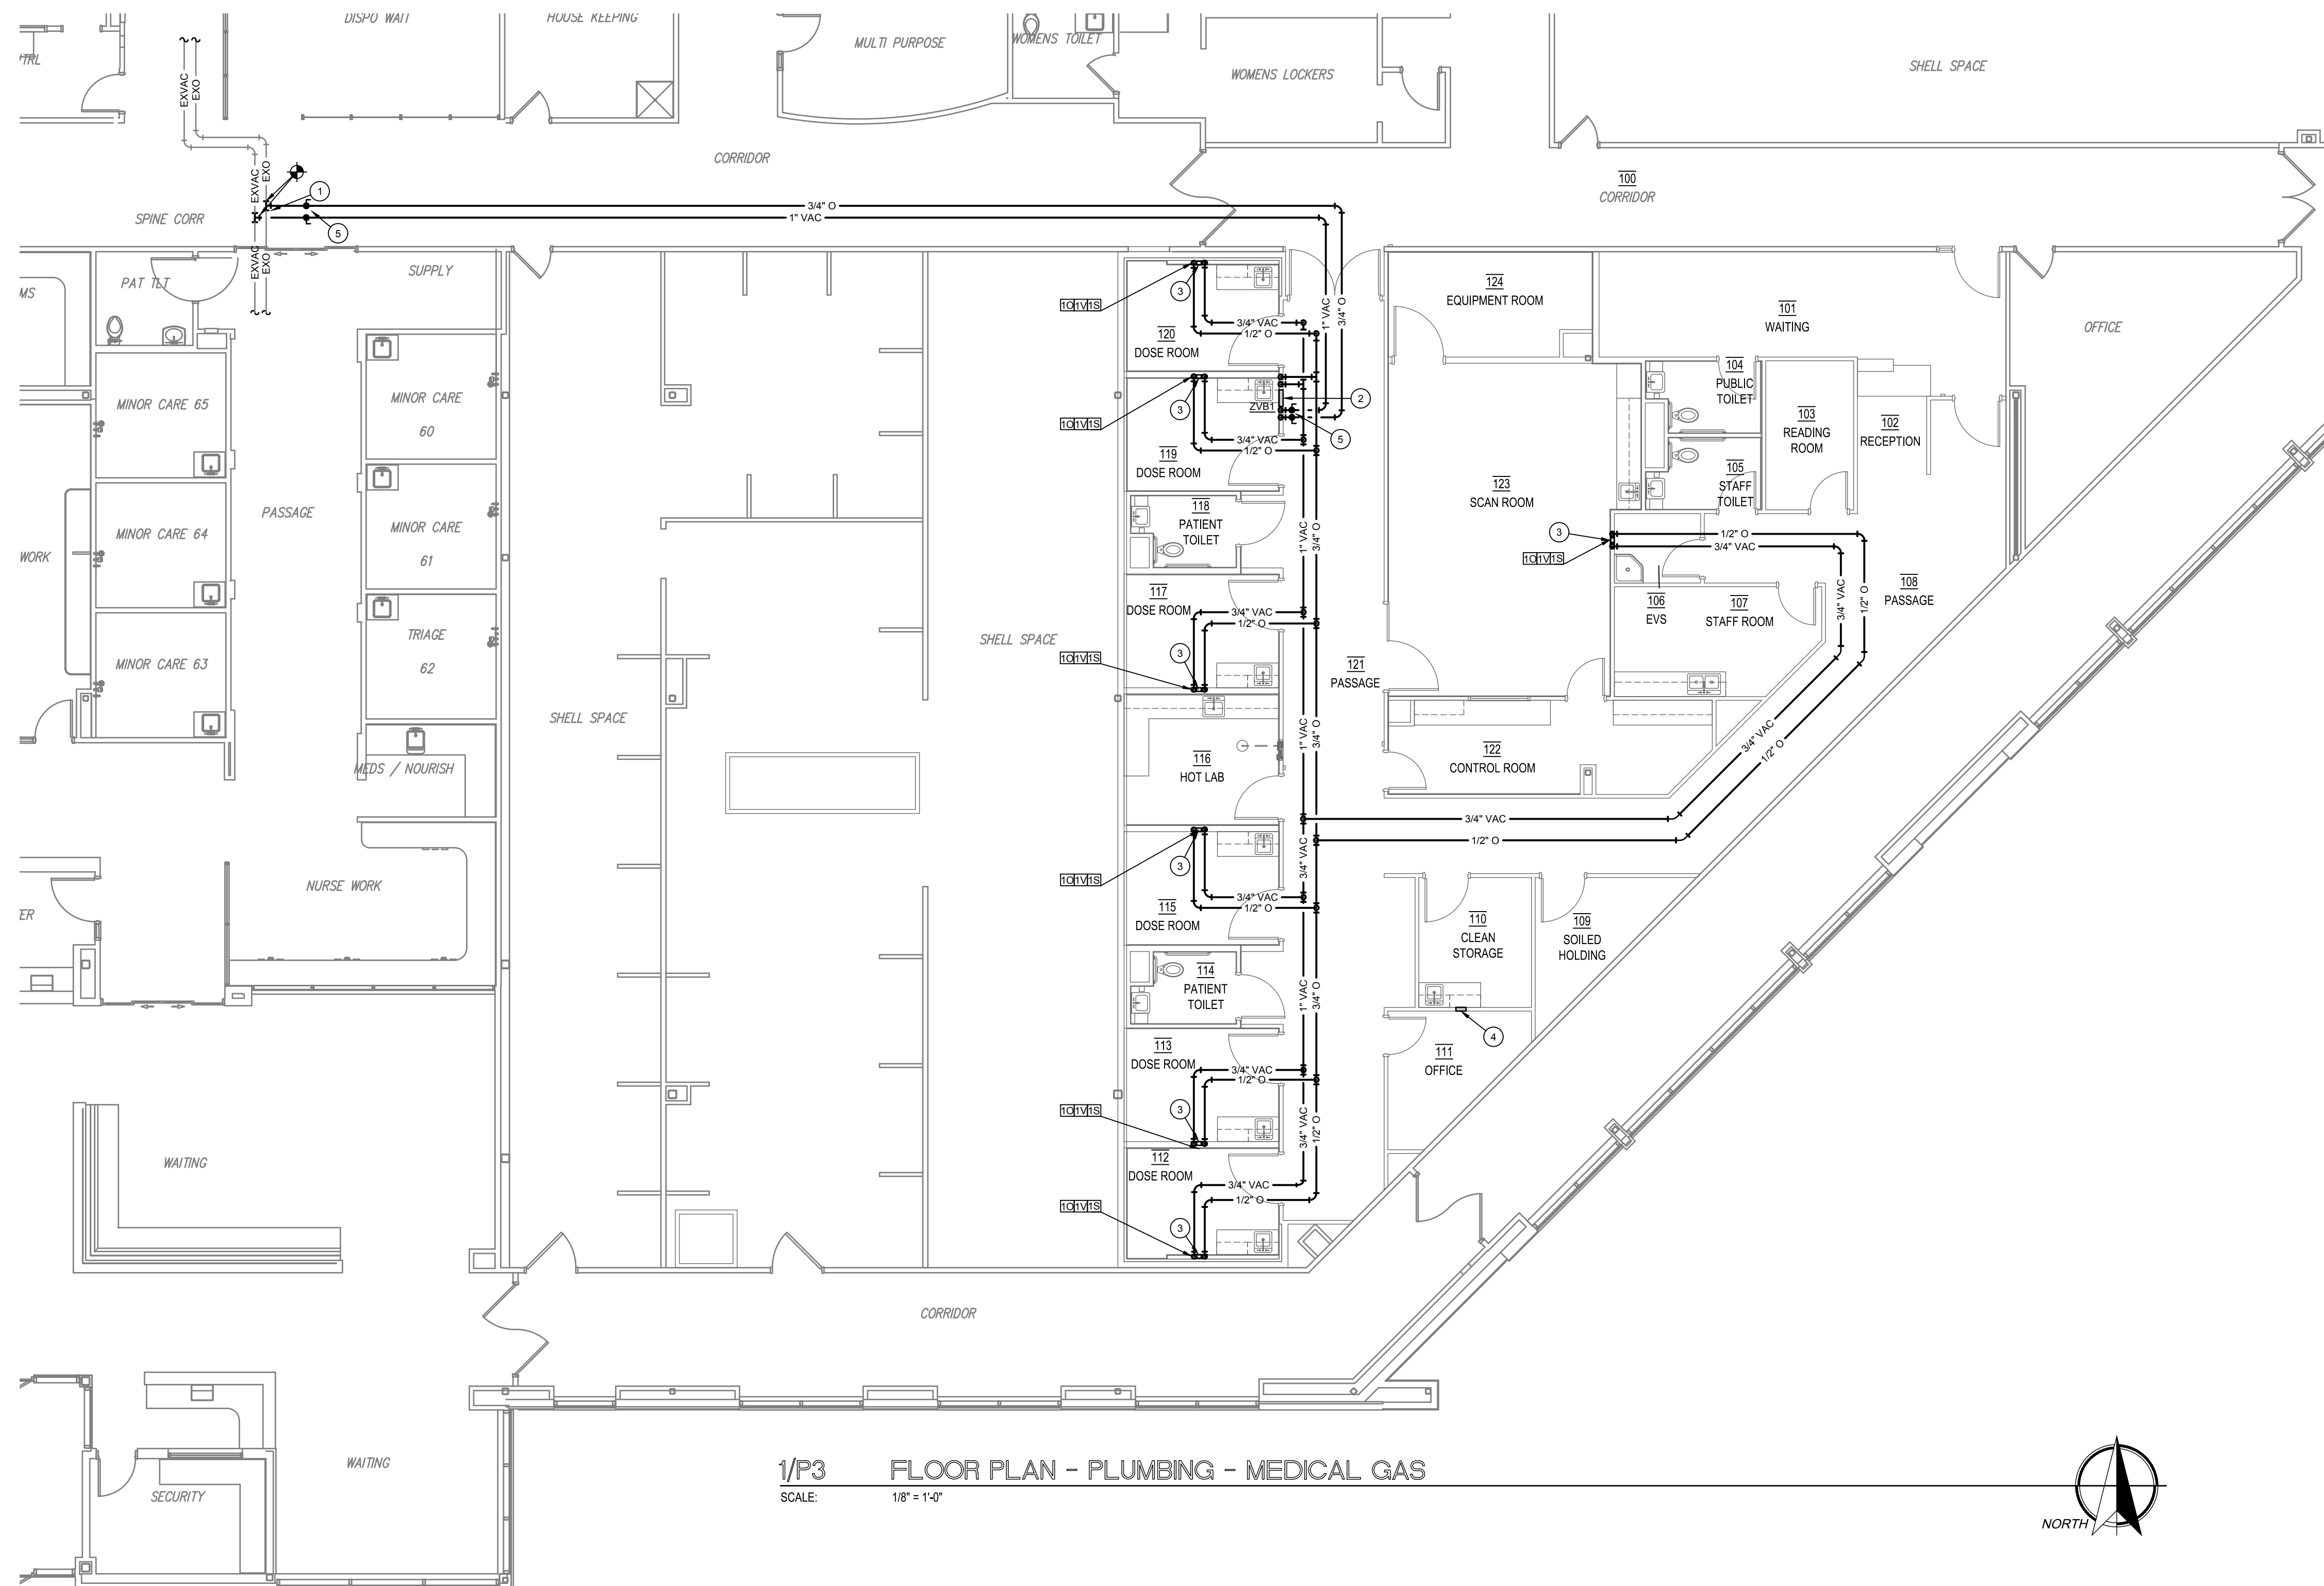 DISPO WAIT
HOUSE KEEPING
MULTI PURPOSE
WOMENS TOILET
WOMENS LOCKERS
SHELL SPACE
EXVAC
EXO
CORRIDOR
100
CORRIDOR
EXVAC
EXO
1
SPINE CORR
3/4" O
1" VAC
5
EXVAC
EXO
SUPPLY
PAT TLT
MS
3
1O 1V 1S
1" VAC
3/4" O
124
EQUIPMENT ROOM
101
WAITING
OFFICE
3/4" VAC
1/2" O
120
DOSE ROOM
104
PUBLIC
TOILET
MINOR CARE 65
MINOR CARE
60
3
1O 1V 1S
ZVB1
2
5
103
READING
ROOM
102
RECEPTION
3/4" VAC
1/2" O
119
DOSE ROOM
105
STAFF
TOILET
123
SCAN ROOM
PASSAGE
118
PATIENT
TOILET
MINOR CARE 64
MINOR CARE
61
WORK
1" VAC
3/4" O
3
1O 1V 1S
1/2" O
3/4" VAC
117
DOSE ROOM
3/4" VAC
1/2" O
106
EVS
107
STAFF ROOM
3/4" VAC
1/2" O
108
PASSAGE
TRIAGE
62
MINOR CARE 63
SHELL SPACE
3
1O 1V 1S
121
PASSAGE
SHELL SPACE
1" VAC
3/4" O
116
HOT LAB
122
CONTROL ROOM
3/4" VAC
1/2" O
MEDS / NOURISH
3/4" VAC
1/2" O
3/4" VAC
3/4" O
3
1O 1V 1S
NURSE WORK
3/4" VAC
1/2" O
115
DOSE ROOM
110
CLEAN
STORAGE
109
SOILED
HOLDING
114
PATIENT
TOILET
1" VAC
3/4" O
4
113
DOSE ROOM
111
OFFICE
3/4" VAC
1/2" O
3
1O 1V 1S
3/4" VAC
1/2" O
WAITING
112
DOSE ROOM
3/4" VAC
1/2" O
3
1O 1V 1S
CORRIDOR
WAITING
SECURITY
1/P3 FLOOR PLAN - PLUMBING - MEDICAL GAS
SCALE: 1/8" = 1'-0"
NORTH